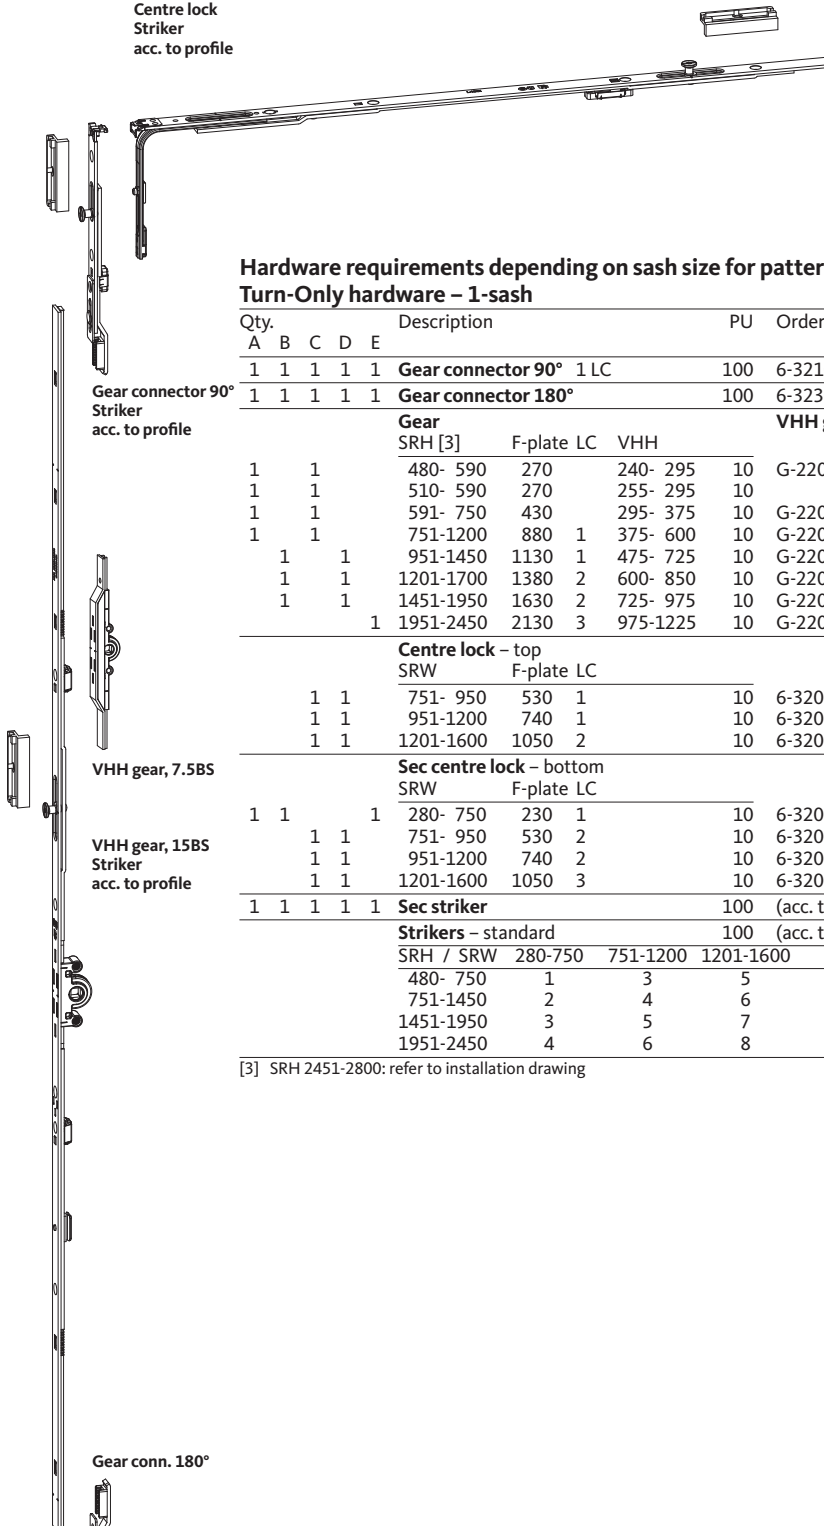 Centre lock
Striker
acc. to profile
Hardware requirements depending on sash size for patter
Turn-Only hardware – 1-sash
Qty. Description PU Order
A B C D E
1 1 1 1 1 Gear connector 90° 1 LC 100 6-321
1 1 1 1 1 Gear connector 180° 100 6-323
Gear VHH
SRH [3] F-plate LC VHH
1 1 480- 590 270 240- 295 10 G-220
1 1 510- 590 270 255- 295 10
1 1 591- 750 430 295- 375 10 G-220
1 1 751-1200 880 1 375- 600 10 G-220
1 1 951-1450 1130 1 475- 725 10 G-220
1 1 1201-1700 1380 2 600- 850 10 G-220
1 1 1451-1950 1630 2 725- 975 10 G-220
1 1951-2450 2130 3 975-1225 10 G-220
Centre lock – top
SRW F-plate LC
1 1 751- 950 530 1 10 6-320
1 1 951-1200 740 1 10 6-320
1 1 1201-1600 1050 2 10 6-320
Sec centre lock – bottom
SRW F-plate LC
1 1 1 280- 750 230 1 10 6-320
1 1 751- 950 530 2 10 6-320
1 1 951-1200 740 2 10 6-320
1 1 1201-1600 1050 3 10 6-320
1 1 1 1 1 Sec striker 100 (acc. t
Strikers – standard 100 (acc. t
SRH / SRW 280-750 751-1200 1201-1600
480- 750 1 3 5
751-1450 2 4 6
1451-1950 3 5 7
1951-2450 4 6 8
[3] SRH 2451-2800: refer to installation drawing
Gear connector 90°
Striker
acc. to profile
VHH gear, 7.5BS
VHH gear, 15BS
Striker
acc. to profile
Gear conn. 180°